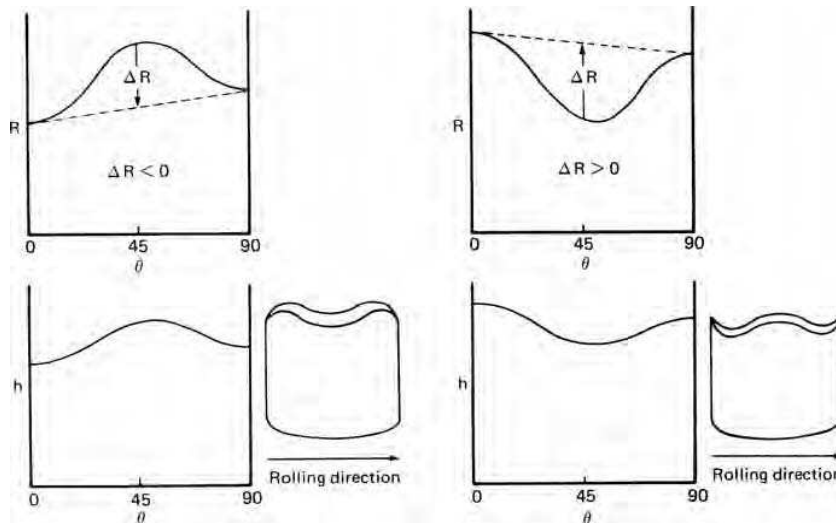 R
ΔR
ΔR < 0
0 45 90
θ
R
ΔR
ΔR > 0
0 45 90
θ
h
0 45 90
θ
Rolling direction
h
0 45 90
θ
Rolling direction